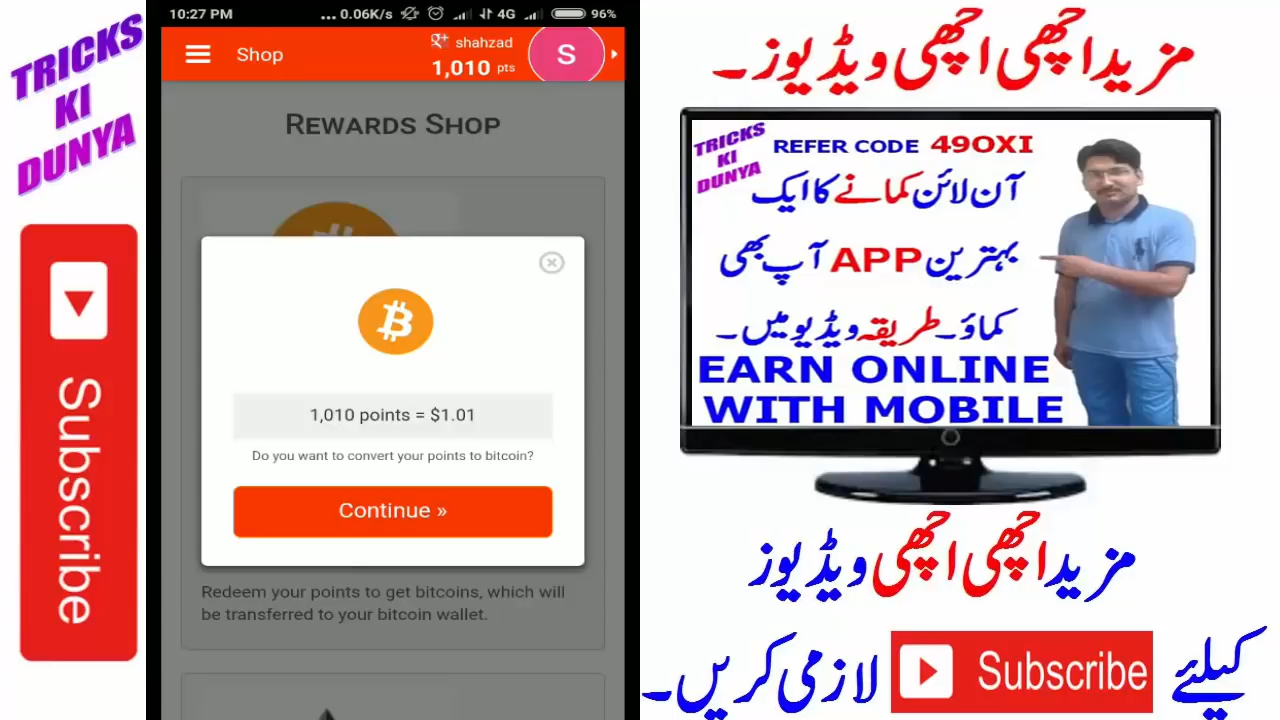 TRICKS
KI
DUNYA
Subscribe
10:27 PM
... 0.06K/s
4G
96%
Shop
shahzad
1,010 pts
S
REWARDS SHOP
1,010 points = $1.01
Do you want to convert your points to bitcoin?
Continue »
Redeem your points to get bitcoins, which will
be transferred to your bitcoin wallet.
مزید اچھی اچھی ویڈیوز۔
TRICKS
KI
DUNYA
REFER CODE 49OXI
آن لائن کمانے کا ایک
بہترین APP آپ بھی
کماؤ۔ طریقہ ویڈیو میں۔
EARN ONLINE
WITH MOBILE
مزید اچھی اچھی ویڈیوز
کیلئے Subscribe لازمی کریں۔